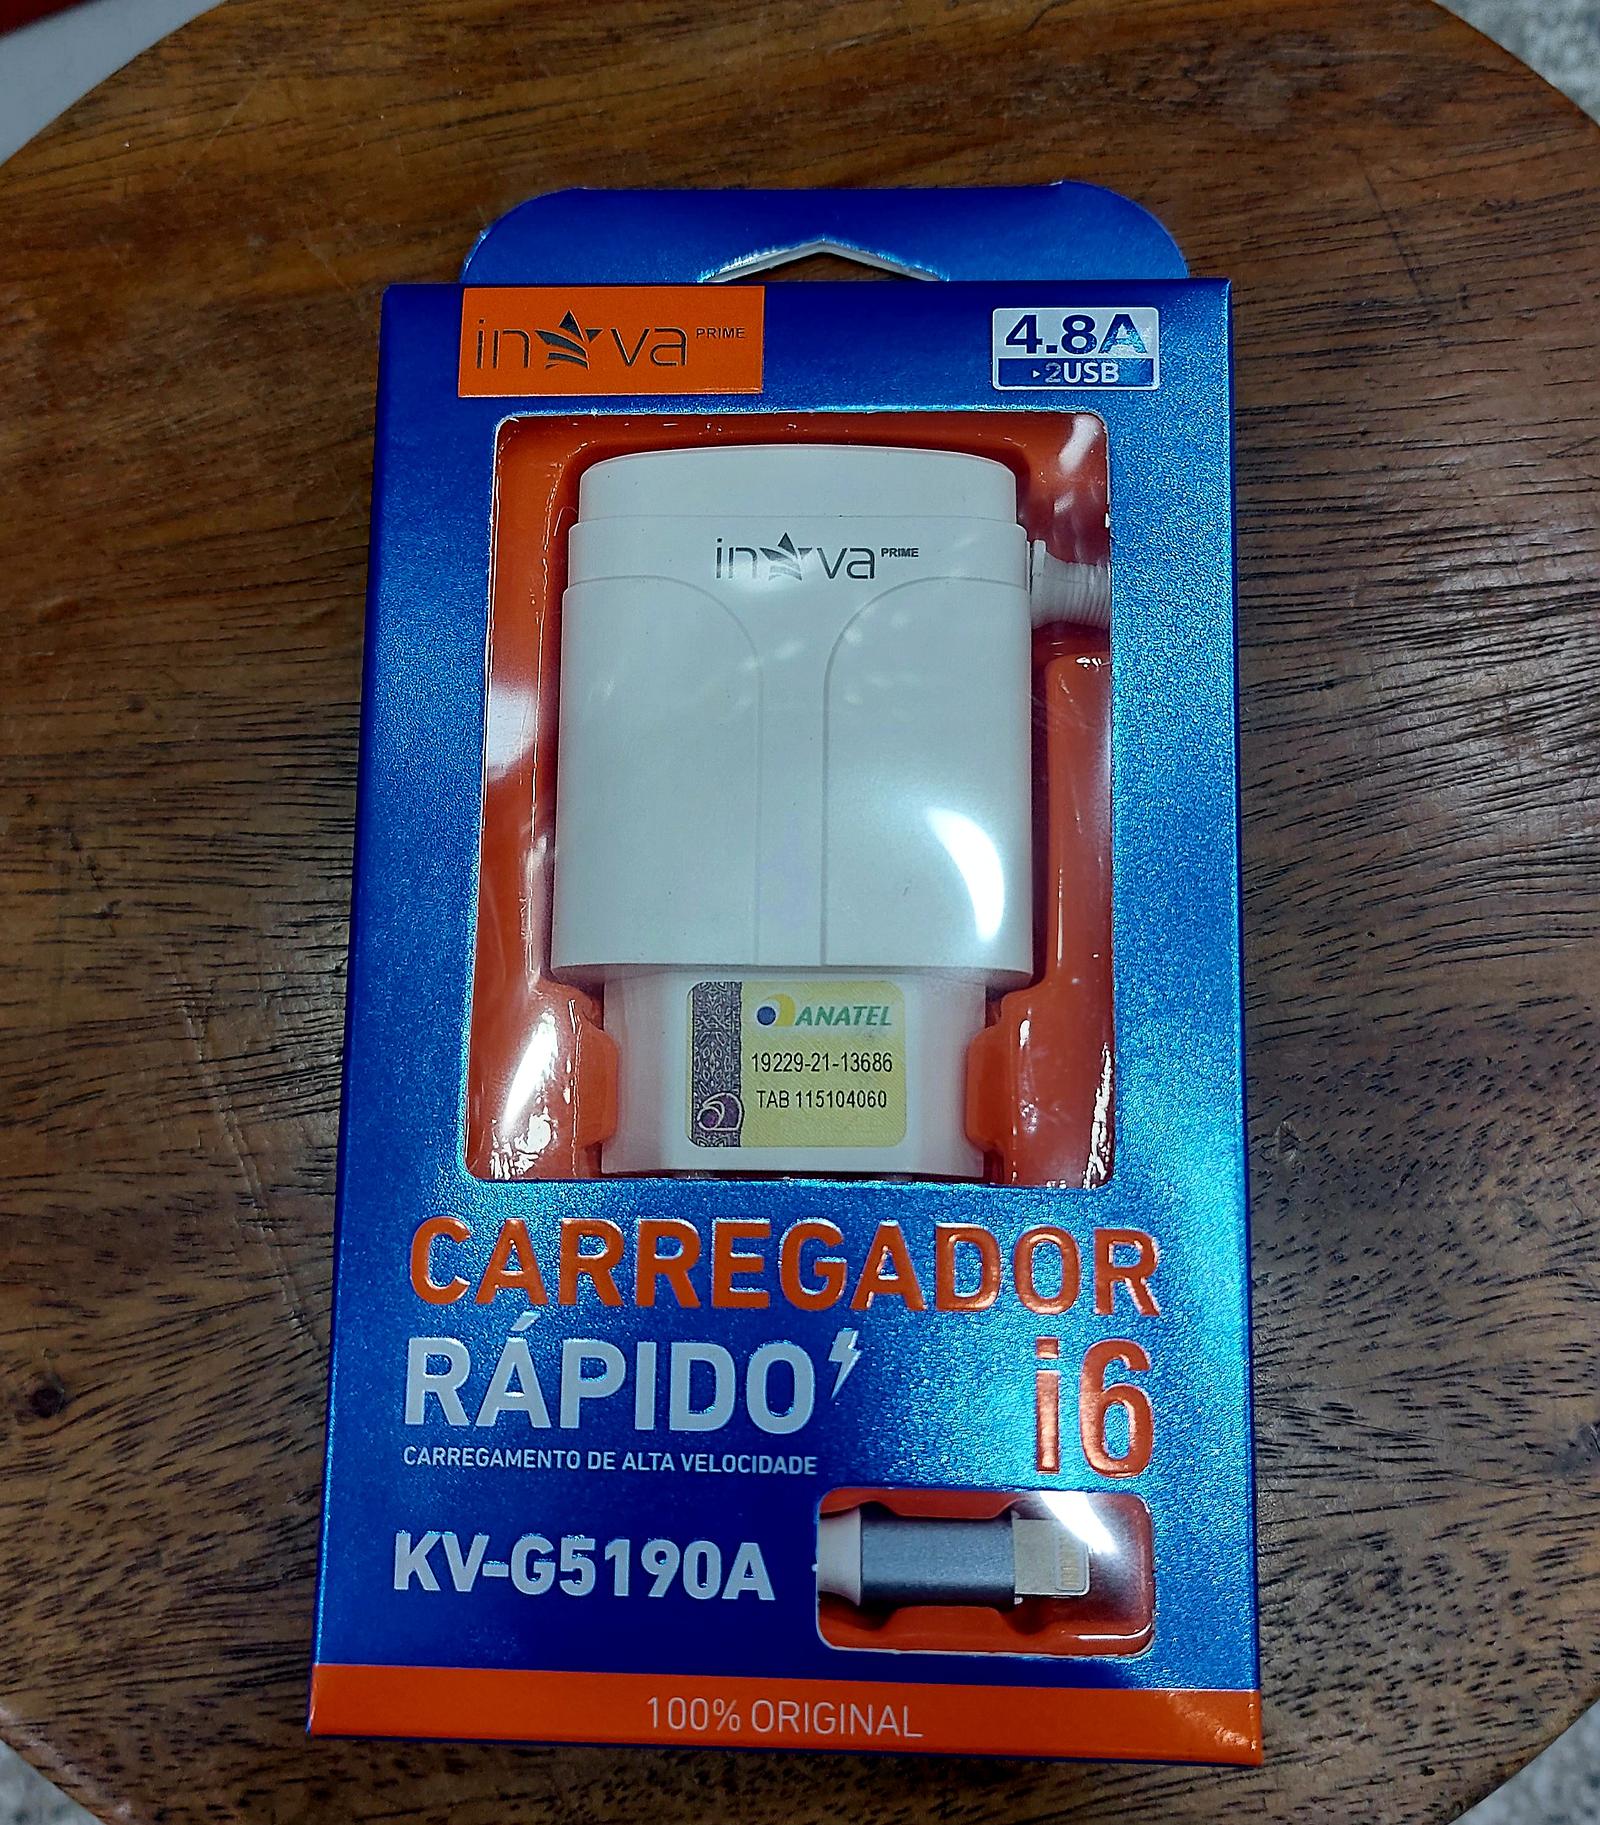 inova PRIME
4.8A
2USB
inova PRIME
ANATEL
19229-21-13686
TAB 115104060
CARREGADOR
RÁPIDO i6
CARREGAMENTO DE ALTA VELOCIDADE
KV-G5190A
100% ORIGINAL